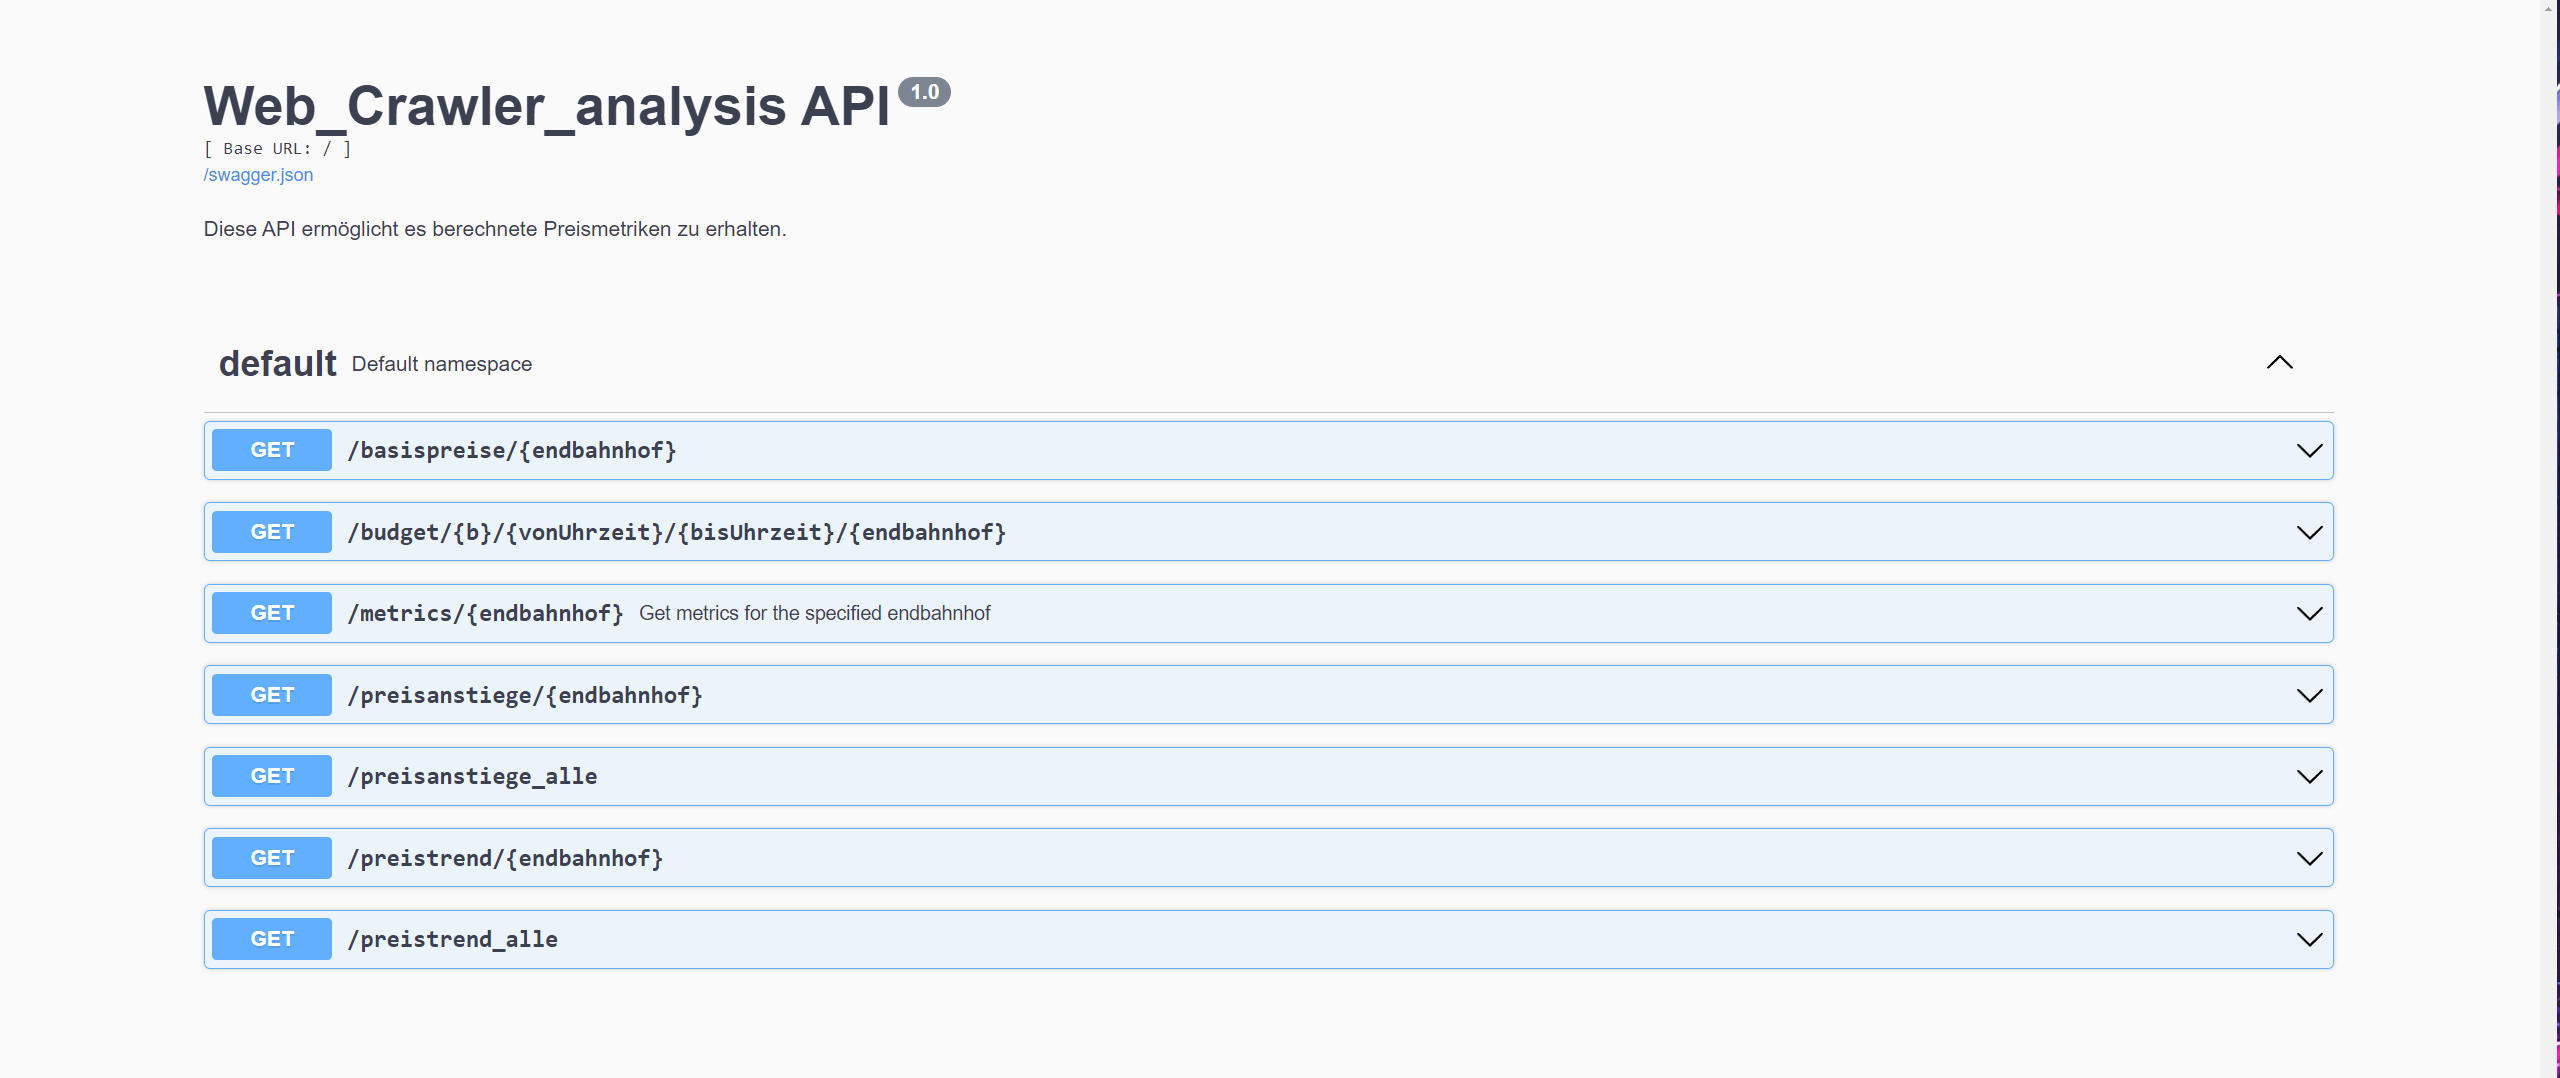 Web_Crawler_analysis API 1.0
[ Base URL: / ]
/swagger.json
Diese API ermöglicht es berechnete Preismetriken zu erhalten.
default Default namespace
GET /basispreise/{endbahnhof}
GET /budget/{b}/{vonUhrzeit}/{bisUhrzeit}/{endbahnhof}
GET /metrics/{endbahnhof} Get metrics for the specified endbahnhof
GET /preisanstiege/{endbahnhof}
GET /preisanstiege_alle
GET /preistrend/{endbahnhof}
GET /preistrend_alle